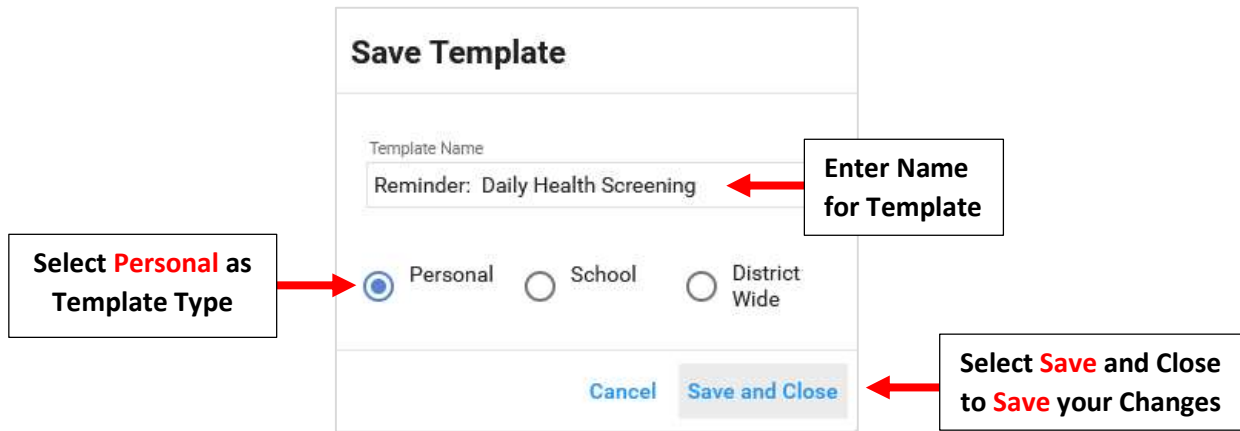 Save Template
Template Name
Reminder:  Daily Health Screening
Enter Name
for Template
Select Personal as
Template Type
Personal
School
District
Wide
Cancel
Save and Close
Select Save and Close
to Save your Changes